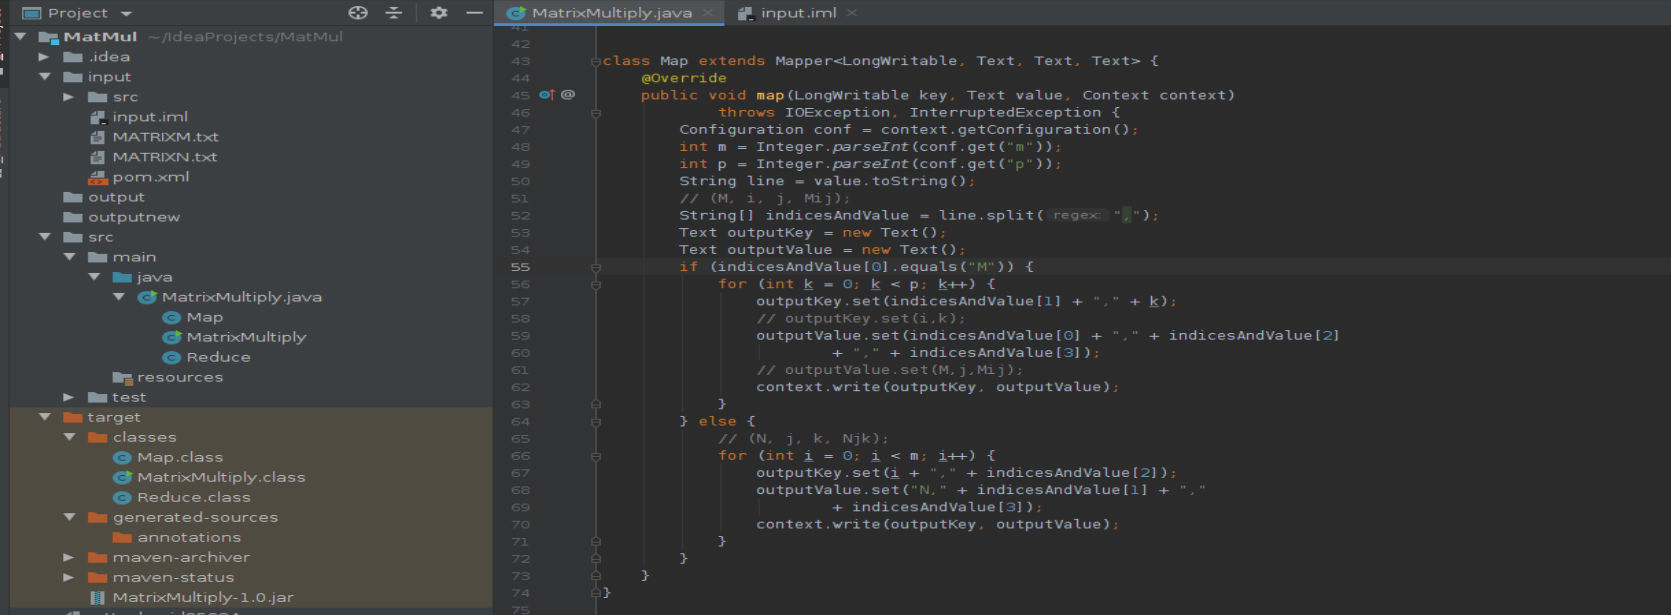 Project
MatMul ~/IdeaProjects/MatMul
.idea
input
src
input.iml
MATRIXM.txt
MATRIXN.txt
pom.xml
output
outputnew
src
main
java
MatrixMultiply.java
Map
MatrixMultiply
Reduce
resources
test
target
classes
Map.class
MatrixMultiply.class
Reduce.class
generated-sources
annotations
maven-archiver
maven-status
MatrixMultiply-1.0.jar
MatrixMultiply.java × input.iml ×
41
42
43 class Map extends Mapper<LongWritable, Text, Text, Text> {
44 @Override
45 @ public void map(LongWritable key, Text value, Context context)
46 throws IOException, InterruptedException {
47 Configuration conf = context.getConfiguration();
48 int m = Integer.parseInt(conf.get("m"));
49 int p = Integer.parseInt(conf.get("p"));
50 String line = value.toString();
51 // (M, i, j, Mij);
52 String[] indicesAndValue = line.split( regex: ",");
53 Text outputKey = new Text();
54 Text outputValue = new Text();
55 if (indicesAndValue[0].equals("M")) {
56 for (int k = 0; k < p; k++) {
57 outputKey.set(indicesAndValue[1] + "," + k);
58 // outputKey.set(i,k);
59 outputValue.set(indicesAndValue[0] + "," + indicesAndValue[2]
60 + "," + indicesAndValue[3]);
61 // outputValue.set(M,j,Mij);
62 context.write(outputKey, outputValue);
63 }
64 } else {
65 // (N, j, k, Njk);
66 for (int i = 0; i < m; i++) {
67 outputKey.set(i + "," + indicesAndValue[2]);
68 outputValue.set("N," + indicesAndValue[1] + ","
69 + indicesAndValue[3]);
70 context.write(outputKey, outputValue);
71 }
72 }
73 }
74 }
75